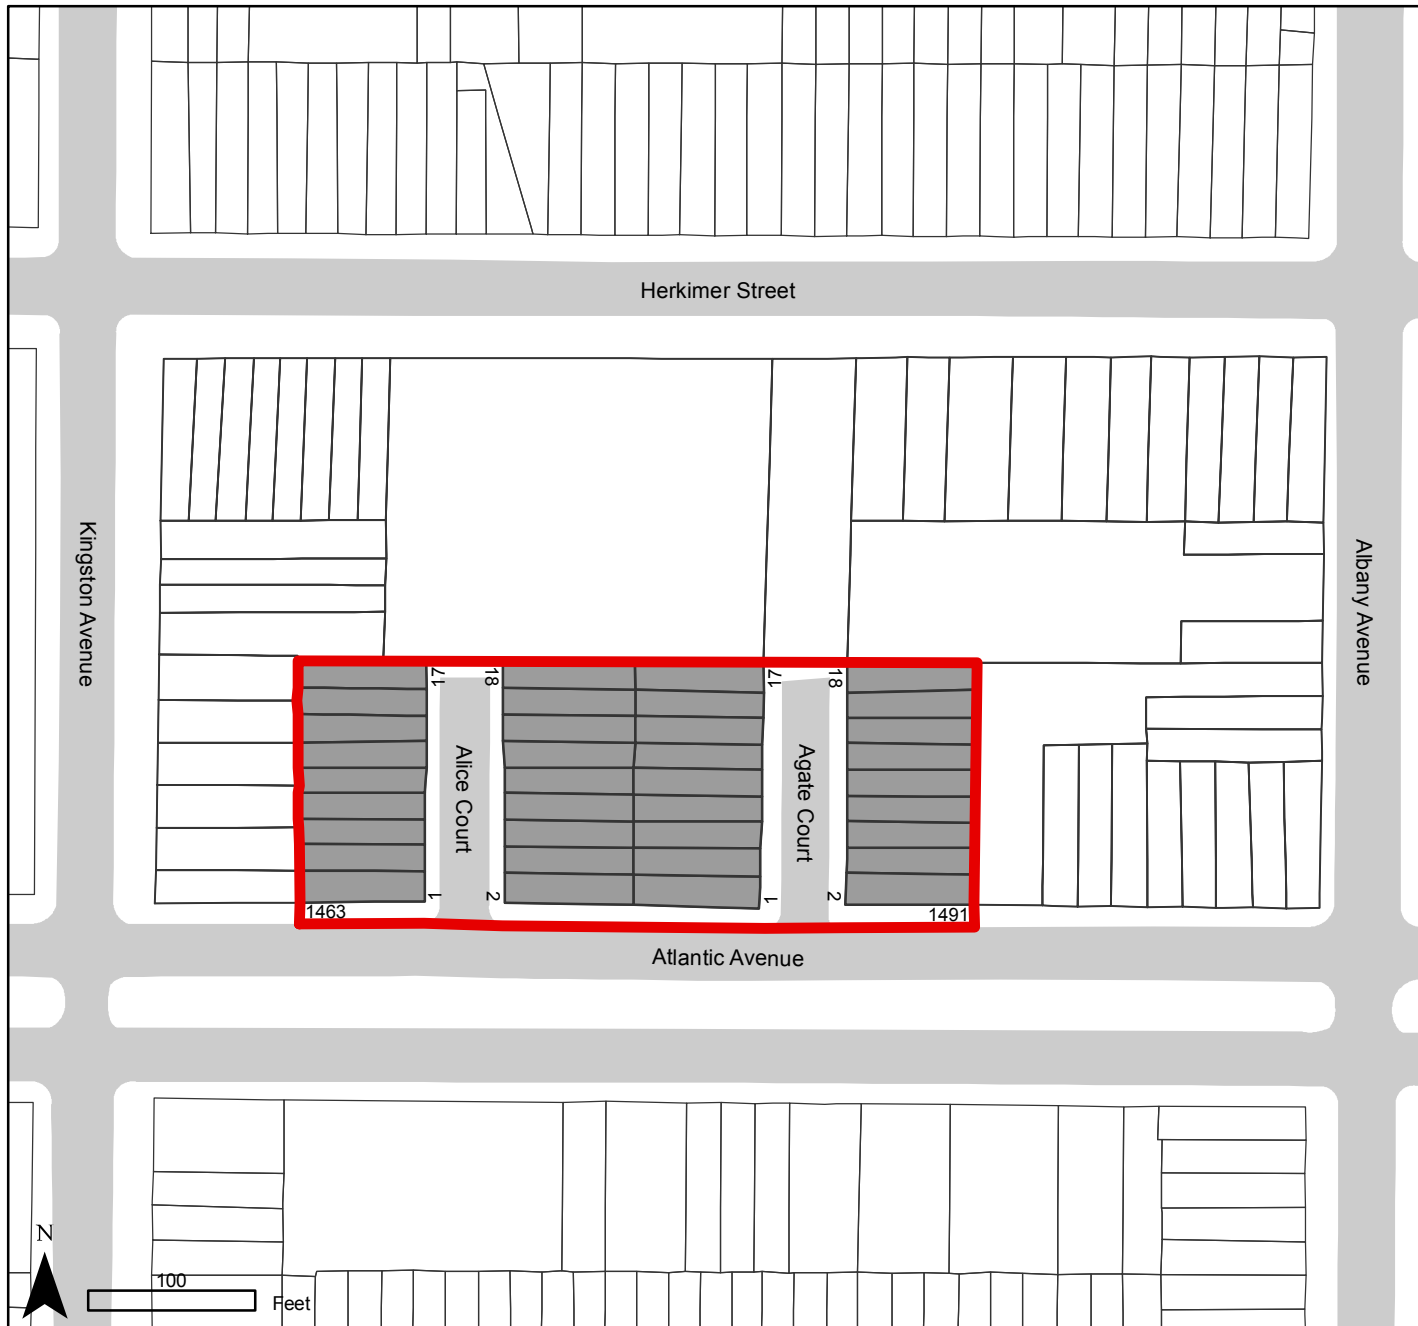 Herkimer Street
Kingston Avenue
Albany Avenue
17
18
17
18
Alice Court
Agate Court
1
2
1
2
1463
1491
Atlantic Avenue
N
100
Feet